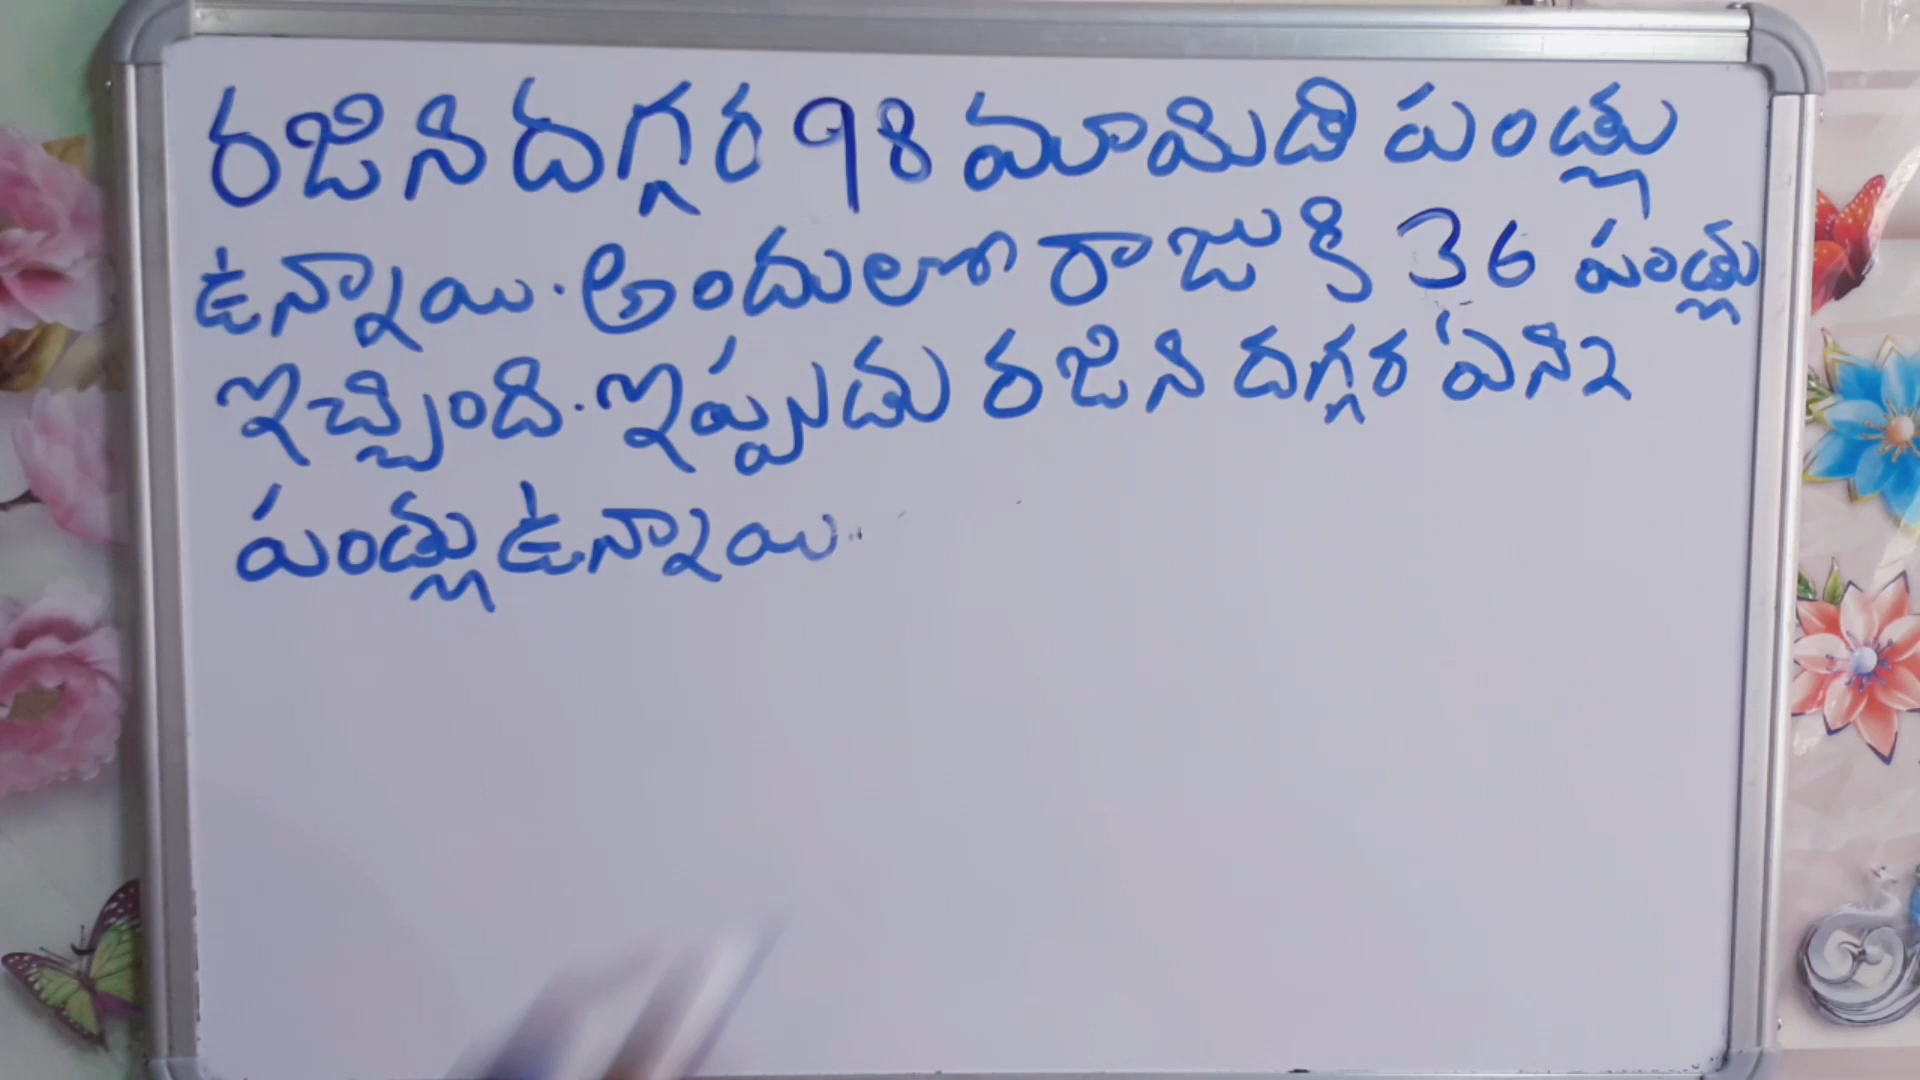 రజిని దగ్గర 98 మామిడి పండ్లు
ఉన్నాయి. అందులో రాజు కి 36 పండ్లు
ఇచ్చింది. ఇప్పుడు రజిని దగ్గర ఎన్ని
పండ్లు ఉన్నాయి.